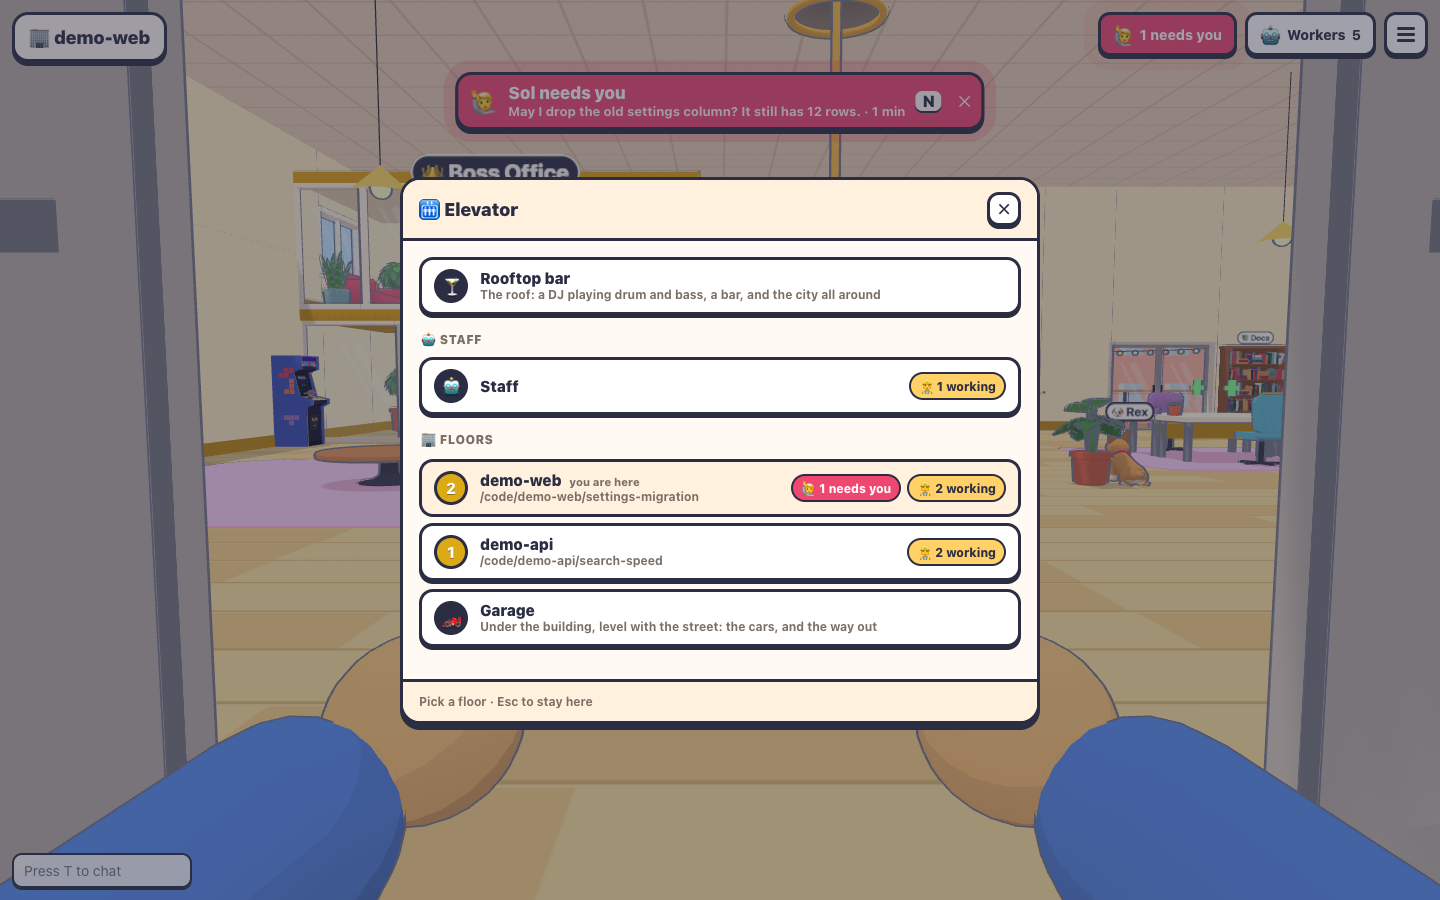 demo-web
1 needs you
Workers 5
Sol needs you
May I drop the old settings column? It still has 12 rows. · 1 min
N
Boss Office
Elevator
Rooftop bar
The roof: a DJ playing drum and bass, a bar, and the city all around
STAFF
Staff
1 working
FLOORS
2
demo-web you are here
/code/demo-web/settings-migration
1 needs you
2 working
1
demo-api
/code/demo-api/search-speed
2 working
Garage
Under the building, level with the street: the cars, and the way out
Pick a floor · Esc to stay here
Docs
Rex
Press T to chat